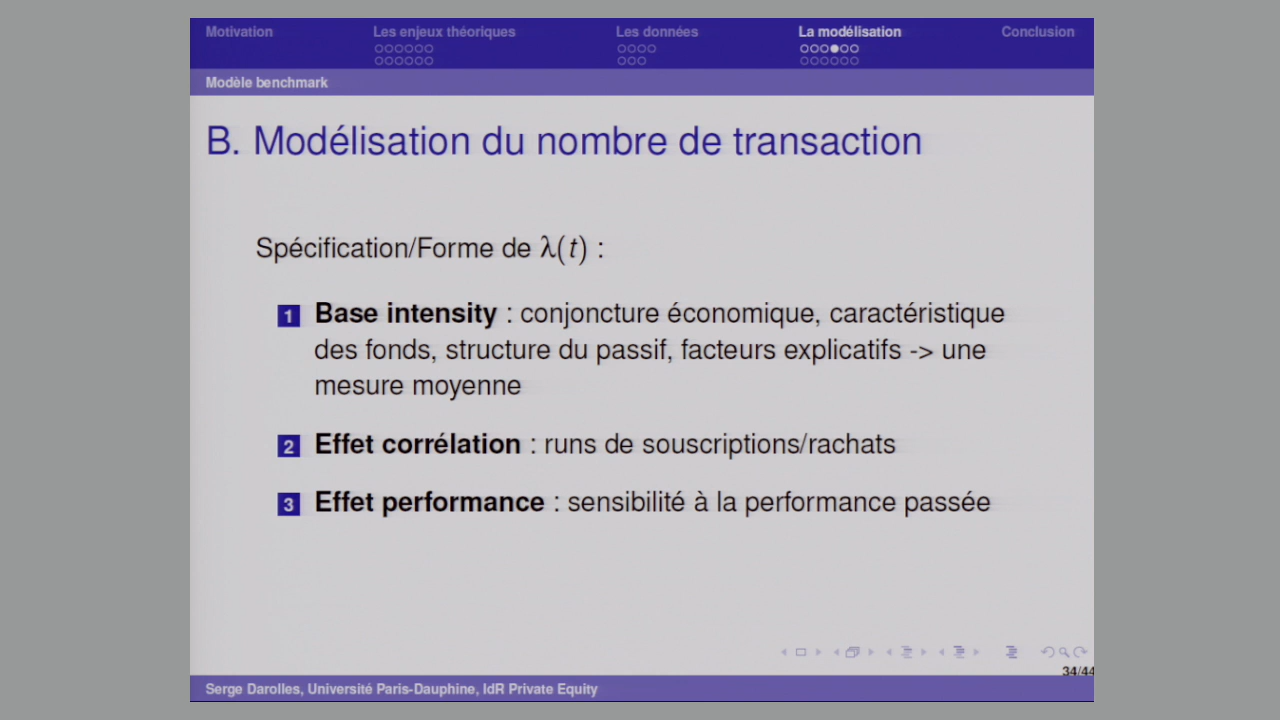 Motivation Les enjeux théoriques Les données La modélisation Conclusion
Modèle benchmark
B. Modélisation du nombre de transaction
Spécification/Forme de λ(t) :
1 Base intensity : conjoncture économique, caractéristique
des fonds, structure du passif, facteurs explicatifs -> une
mesure moyenne
2 Effet corrélation : runs de souscriptions/rachats
3 Effet performance : sensibilité à la performance passée
34/44
Serge Darolles, Université Paris-Dauphine, IdR Private Equity